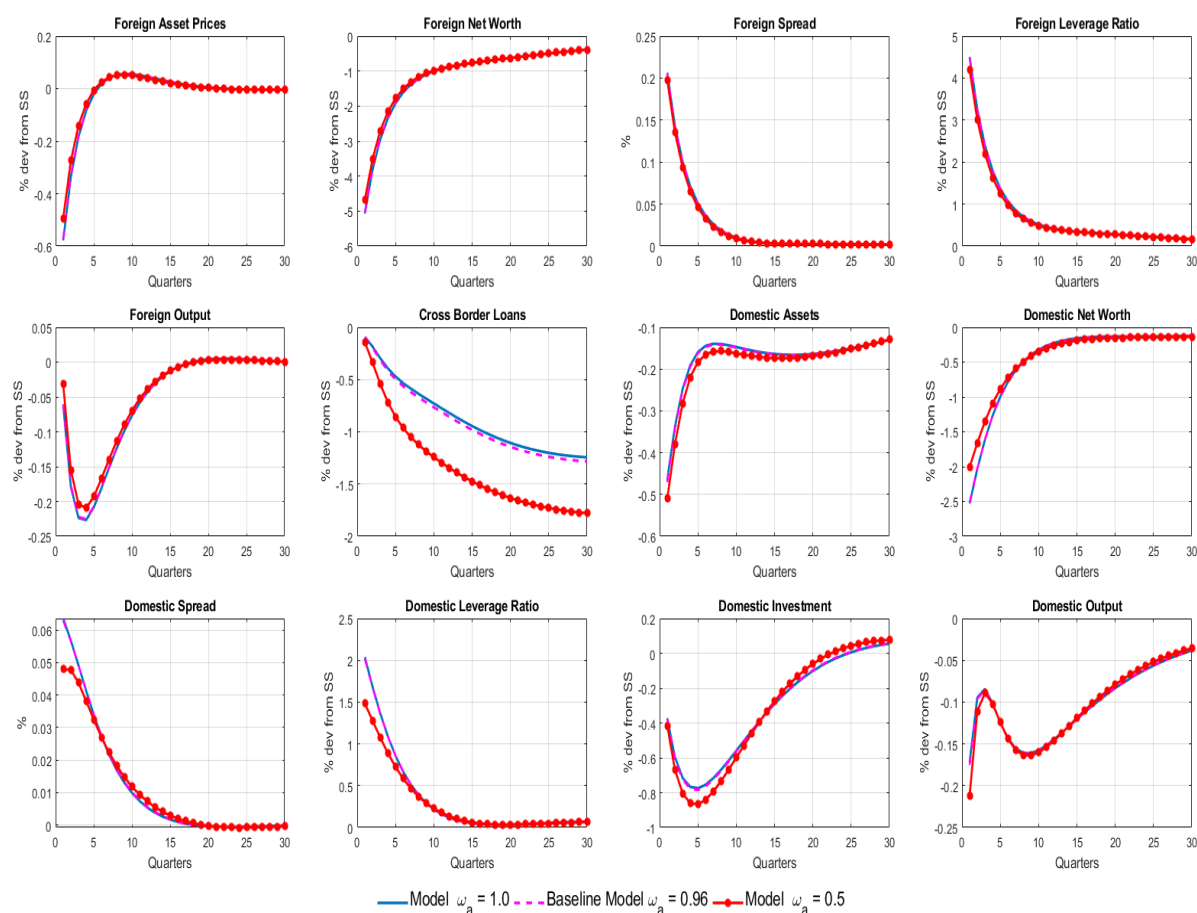 Foreign Asset Prices
% dev from SS
0.2
0
-0.2
-0.4
-0.6
0 5 10 15 20 25 30
Quarters
Foreign Net Worth
% dev from SS
0
-1
-2
-3
-4
-5
-6
0 5 10 15 20 25 30
Quarters
Foreign Spread
%
0.25
0.2
0.15
0.1
0.05
0
0 5 10 15 20 25 30
Quarters
Foreign Leverage Ratio
% dev from SS
5
4
3
2
1
0
0 5 10 15 20 25 30
Quarters
Foreign Output
% dev from SS
0.05
0
-0.05
-0.1
-0.15
-0.2
-0.25
0 5 10 15 20 25 30
Quarters
Cross Border Loans
% dev from SS
0
-0.5
-1
-1.5
-2
0 5 10 15 20 25 30
Quarters
Domestic Assets
% dev from SS
-0.1
-0.2
-0.3
-0.4
-0.5
-0.6
0 5 10 15 20 25 30
Quarters
Domestic Net Worth
% dev from SS
0
-0.5
-1
-1.5
-2
-2.5
-3
0 5 10 15 20 25 30
Quarters
Domestic Spread
%
0.06
0.05
0.04
0.03
0.02
0.01
0
0 5 10 15 20 25 30
Quarters
Domestic Leverage Ratio
% dev from SS
2.5
2
1.5
1
0.5
0
0 5 10 15 20 25 30
Quarters
Domestic Investment
% dev from SS
0.2
0
-0.2
-0.4
-0.6
-0.8
-1
0 5 10 15 20 25 30
Quarters
Domestic Output
% dev from SS
0
-0.05
-0.1
-0.15
-0.2
-0.25
0 5 10 15 20 25 30
Quarters
Model ω_a = 1.0 Baseline Model ω_a = 0.96 Model ω_a = 0.5